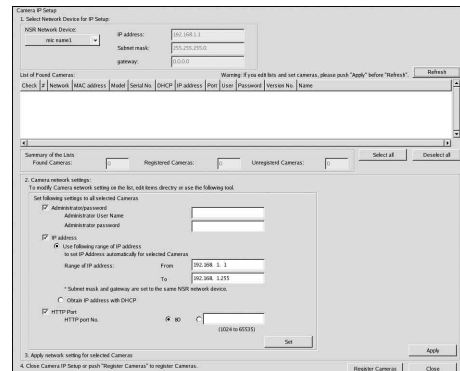 Camera IP Setup
1. Select Network Device for IP Setup:
NSR Network Device:
mic name1
IP address: 192.168.1.1
Subnet mask: 255.255.255.0
gateway: 0.0.0.0
List of Found Cameras: Warning: If you edit lists and set cameras, please push "Apply" before "Refresh". Refresh
Check # Network MAC address Model Serial No. DHCP IP address Port User Password Version No. Name
Summary of the Lists
Found Cameras: 0 Registered Cameras: 0 Unregisterd Cameras: 0
Select all Deselect all
2. Camera network settings:
To modify Camera network setting on the list, edit items directry or use the following tool.
Set following settings to all selected Cameras
Administrator/password
Administrator User Name
Administrator password
IP address
Use following range of IP address
to set IP Address automatically for selected Cameras
Range of IP address: From 192.168. 1. 1
To 192.168. 1.255
* Subnet mask and gateway are set to the same NSR network device.
Obtain IP address with DHCP
HTTP Port
HTTP port No. 80
(1024 to 65535)
Set
3. Apply network setting for selected Cameras Apply
4. Close Camera IP Setup or push "Register Cameras" to register Cameras. Register Cameras Close